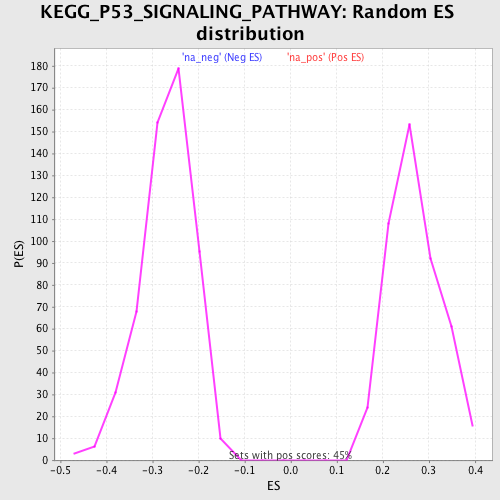 KEGG_P53_SIGNALING_PATHWAY: Random ES
distribution
'na_neg' (Neg ES) 'na_pos' (Pos ES)
180
170
160
150
140
130
120
110
100
90
80
70
60
50
40
30
20
10
0
P(ES)
Sets with pos scores: 45%
-0.5 -0.4 -0.3 -0.2 -0.1 0.0 0.1 0.2 0.3 0.4
ES